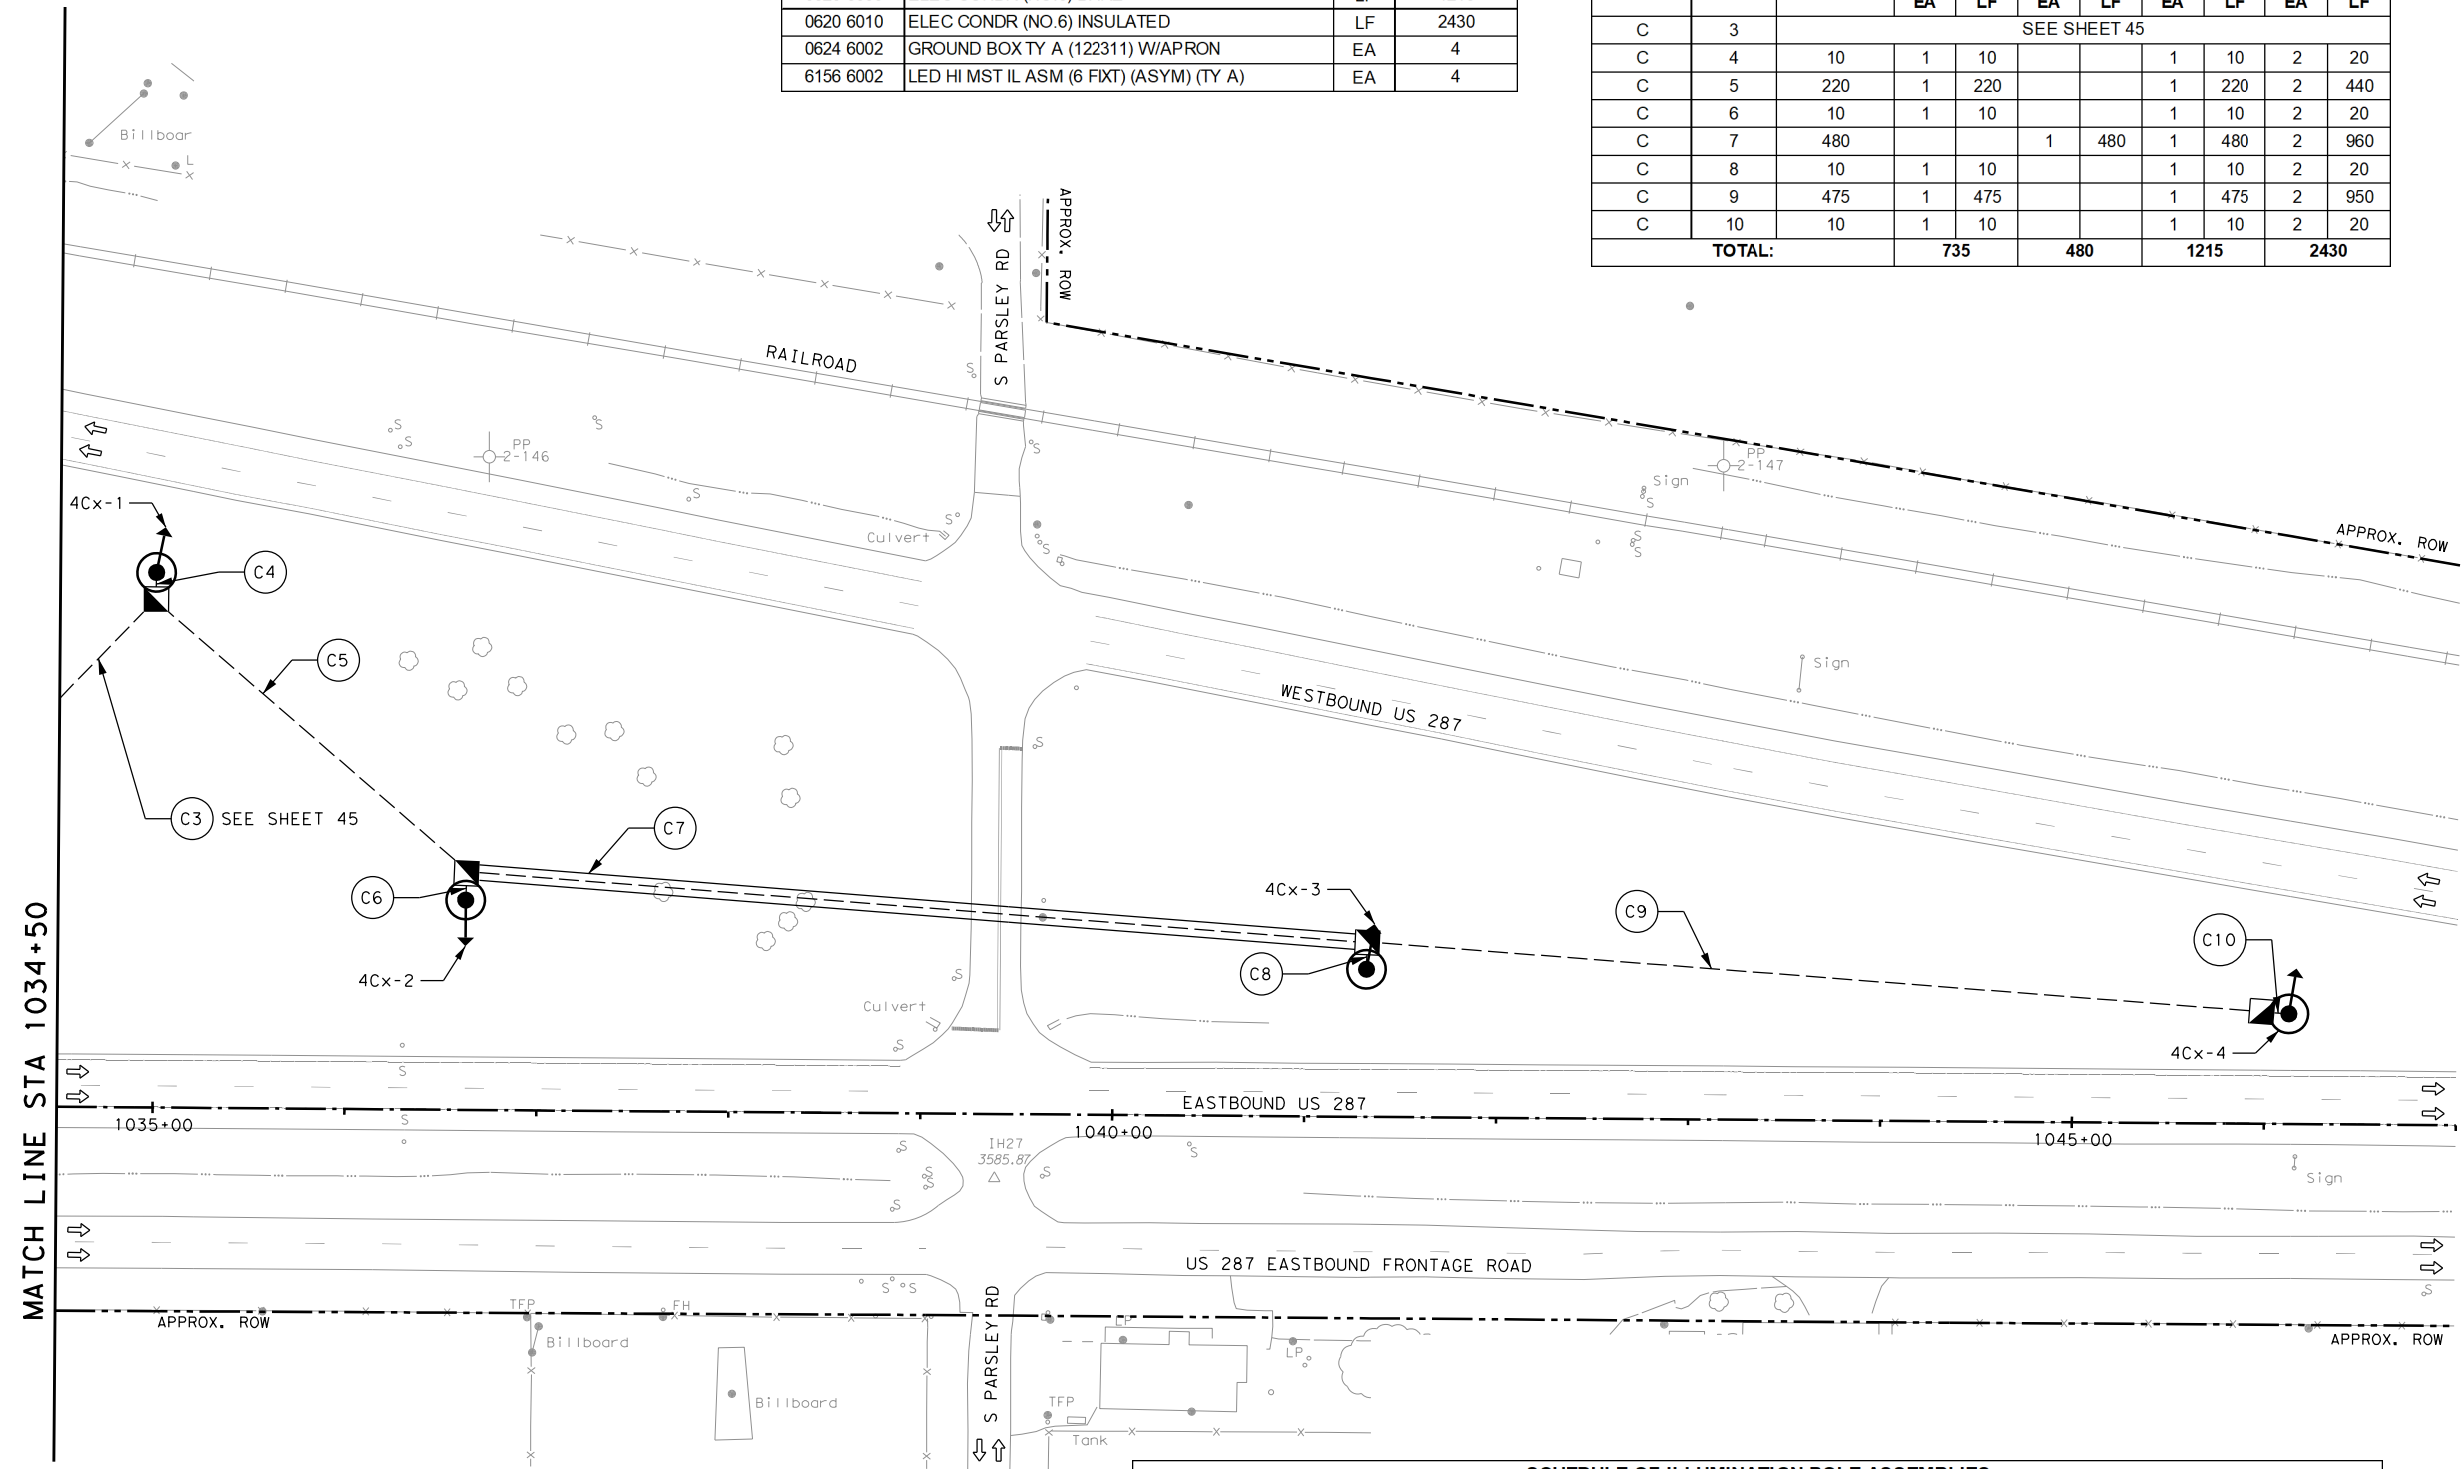 0620 6010 ELEC CONDR (NO.6) INSULATED LF 2430
0624 6002 GROUND BOX TY A (122311) W/APRON EA 4
6156 6002 LED HI MST IL ASM (6 FIXT) (ASYM) (TY A) EA 4
EA LF EA LF EA LF EA LF
C 3 SEE SHEET 45
C 4 10 1 10 1 10 2 20
C 5 220 1 220 1 220 2 440
C 6 10 1 10 1 10 2 20
C 7 480 1 480 1 480 2 960
C 8 10 1 10 1 10 2 20
C 9 475 1 475 1 475 2 950
C 10 10 1 10 1 10 2 20
TOTAL: 735 480 1215 2430
Billboar
L
APPROX. ROW
S PARSLEY RD
RAILROAD
S
S
S
S
PP
2-146
S
S
S
Culvert
S
PP
2-147
Sign
S
S
S
APPROX. ROW
4Cx-1
C4
C5
C3 SEE SHEET 45
Sign
WESTBOUND US 287
S
C7
C6
4Cx-2
4Cx-3
C8
C9
C10
4Cx-4
S
Culvert
S
S
MATCH LINE STA 1034+50
EASTBOUND US 287
1035+00
S
1040+00
1045+00
IH27
3585.87
S
S
S
S
S
S
Sign
US 287 EASTBOUND FRONTAGE ROAD
S
S
S
TFP
FH
APPROX. ROW
Billboard
S PARSLEY RD
LP
LP
APPROX. ROW
Billboard
TFP
Tank
SCHEDULE OF ILLUMINATION POLE ASSEMBLIES